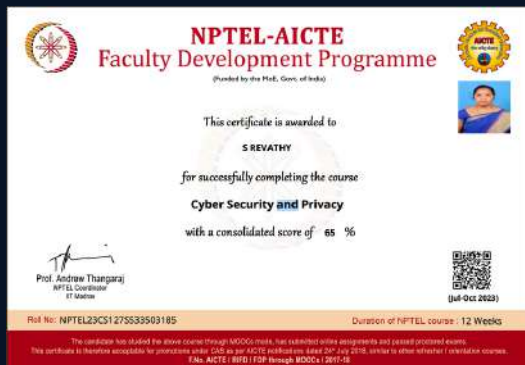 NPTEL-AICTE
Faculty Development Programme
(Funded by the MoE, Govt. of India)
AICTE
This certificate is awarded to
S REVATHY
for successfully completing the course
Cyber Security and Privacy
with a consolidated score of 65 %
Prof. Andrew Thangaraj
NPTEL Coordinator
IIT Madras
(Jul-Oct 2023)
Roll No: NPTEL23CS127S533503185
Duration of NPTEL course : 12 Weeks
The candidate has studied the above course through MOOCs mode, has submitted online assignments and passed proctored exams.
This certificate is therefore acceptable for promotions under CAS as per AICTE notifications dated 24th July 2018, similar to other refresher / orientation courses.
F.No. AICTE / RIFD / FDP through MOOCs / 2017-18